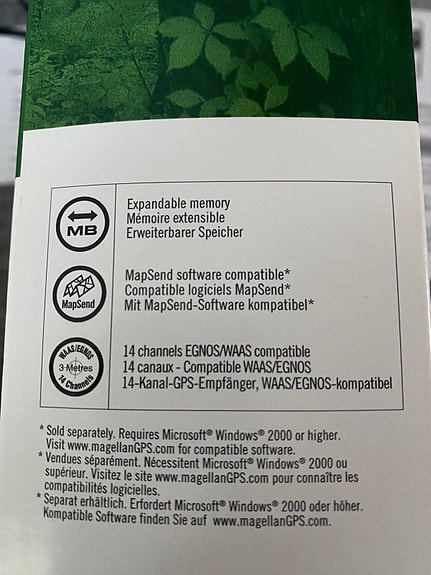 MB
Expandable memory
Mémoire extensible
Erweiterbarer Speicher
MapSend
MapSend software compatible*
Compatible logiciels MapSend*
Mit MapSend-Software kompatibel*
WAAS/EGNOS
3 Metres
14 Channels
14 channels EGNOS/WAAS compatible
14 canaux - Compatible WAAS/EGNOS
14-Kanal-GPS-Empfänger, WAAS/EGNOS-kompatibel
* Sold separately. Requires Microsoft® Windows® 2000 or higher.
Visit www.magellanGPS.com for compatible software.
* Vendues séparément. Nécessitent Microsoft® Windows® 2000 ou
supérieur. Visitez le site www.magellanGPS.com pour connaître les
compatibilités logicielles.
* Separat erhältlich. Erfordert Microsoft® Windows® 2000 oder höher.
Kompatible Software finden Sie auf www.magellanGPS.com.